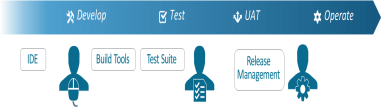 Develop
Test
UAT
Operate
IDE
Build Tools
Test Suite
Release
Management